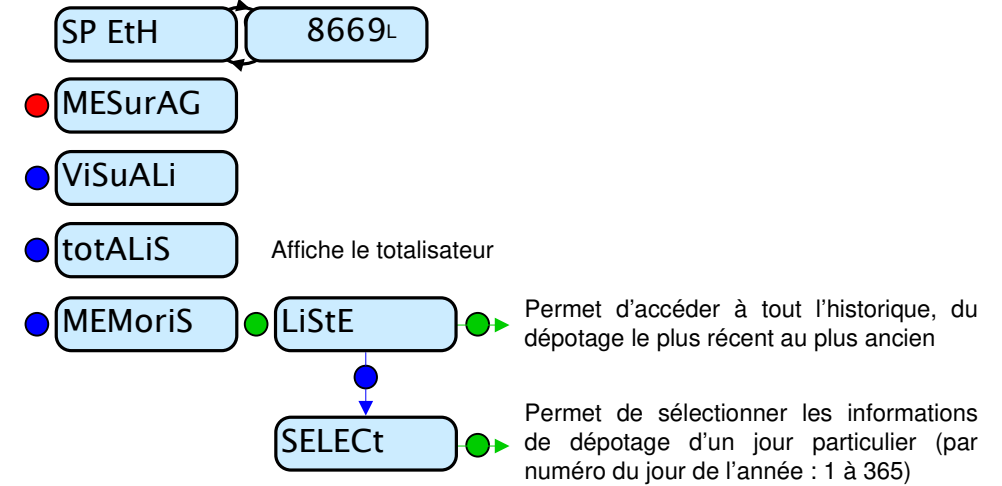 SP EtH
8669L
MESurAG
ViSuALi
totALiS
Affiche le totalisateur
MEMoriS
LiStE
Permet d'accéder à tout l'historique, du
dépotage le plus récent au plus ancien
SELECt
Permet de sélectionner les informations
de dépotage d'un jour particulier (par
numéro du jour de l'année : 1 à 365)